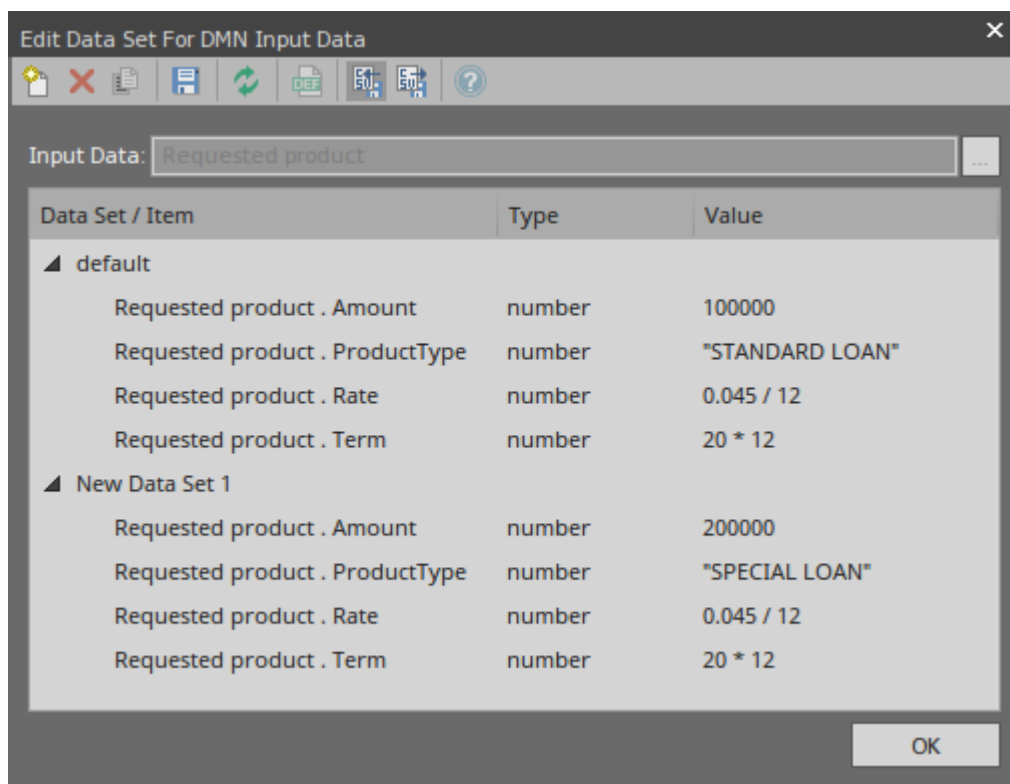 Edit Data Set For DMN Input Data
DEF
Input Data: Requested product ...
Data Set / Item Type Value
default
Requested product . Amount number 100000
Requested product . ProductType number "STANDARD LOAN"
Requested product . Rate number 0.045 / 12
Requested product . Term number 20 * 12
New Data Set 1
Requested product . Amount number 200000
Requested product . ProductType number "SPECIAL LOAN"
Requested product . Rate number 0.045 / 12
Requested product . Term number 20 * 12
OK